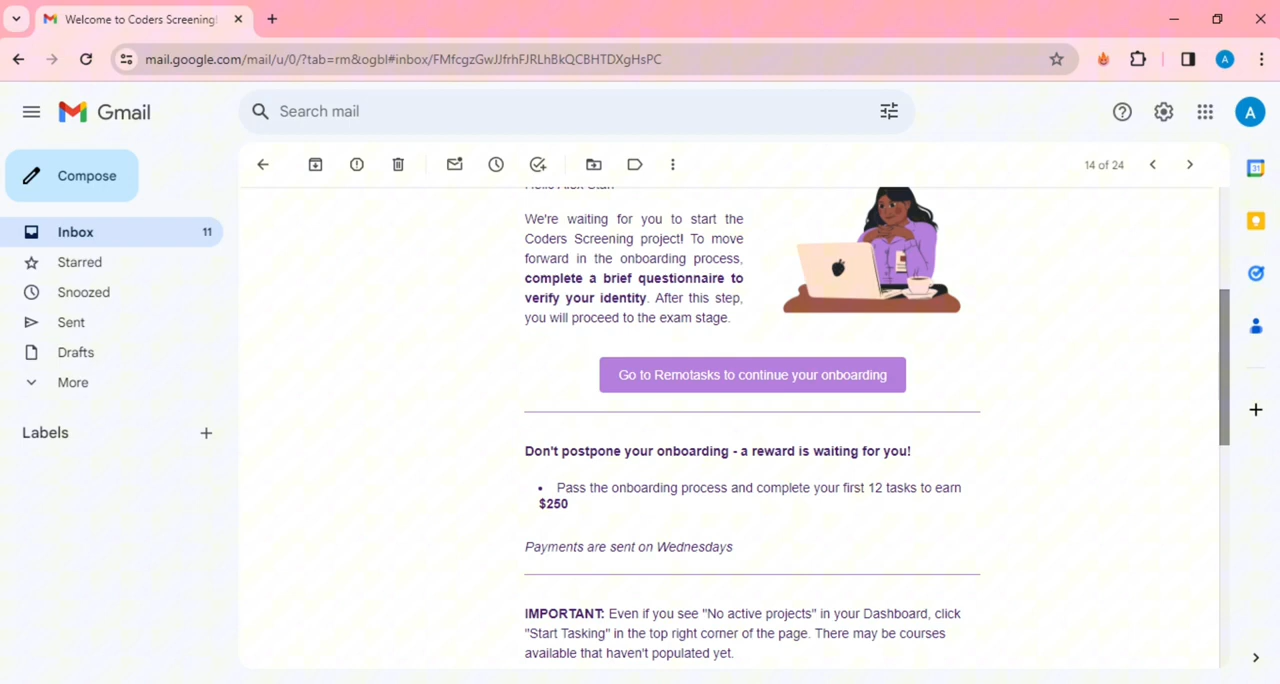 Welcome to Coders Screening!
mail.google.com/mail/u/0/?tab=rm&ogbl#inbox/FMfcgzGwJJfrhFJRLhBkQCBHTDXgHsPC
A
Gmail
Search mail
A
Compose
14 of 24
31
Inbox 11
Starred
Snoozed
Sent
Drafts
More
Labels
We're waiting for you to start the
Coders Screening project! To move
forward in the onboarding process,
complete a brief questionnaire to
verify your identity. After this step,
you will proceed to the exam stage.
Go to Remotasks to continue your onboarding
Don't postpone your onboarding - a reward is waiting for you!
• Pass the onboarding process and complete your first 12 tasks to earn
$250
Payments are sent on Wednesdays
IMPORTANT: Even if you see "No active projects" in your Dashboard, click
"Start Tasking" in the top right corner of the page. There may be courses
available that haven't populated yet.